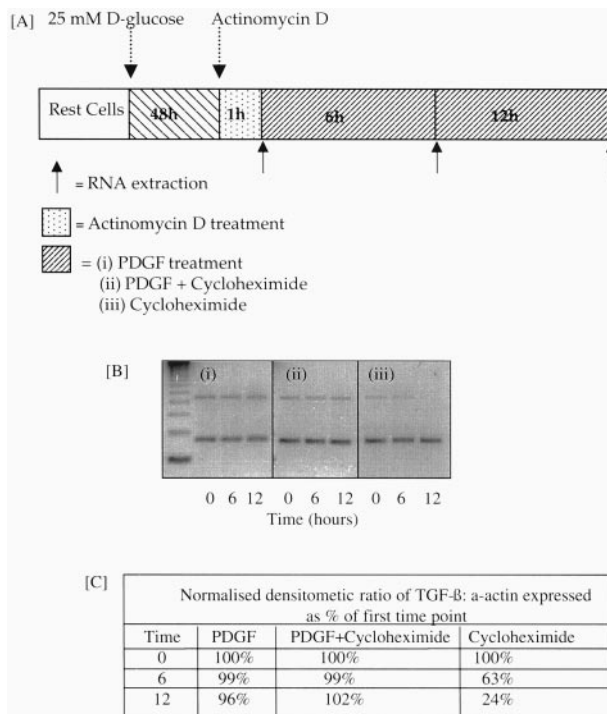 [A] 25 mM D-glucose Actinomycin D
Rest Cells 48h 1h 6h 12h
= RNA extraction
= Actinomycin D treatment
= (i) PDGF treatment
(ii) PDGF + Cycloheximide
(iii) Cycloheximide
[B] (i) (ii) (iii)
0 6 12 0 6 12 0 6 12
Time (hours)
[C]
Normalised densitometic ratio of TGF-ß: a-actin expressed
as % of first time point
Time PDGF PDGF+Cycloheximide Cycloheximide
0 100% 100% 100%
6 99% 99% 63%
12 96% 102% 24%